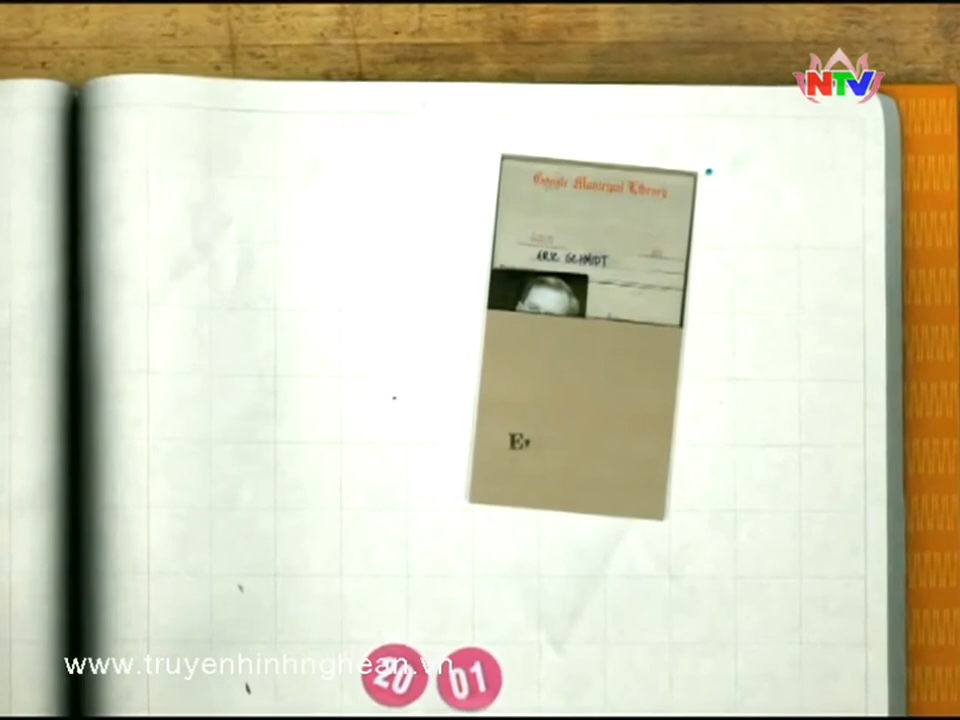 NTV
Google Municipal Library
ERIC SCHMIDT
E
www.truyenhinhnghean.vn
20 01